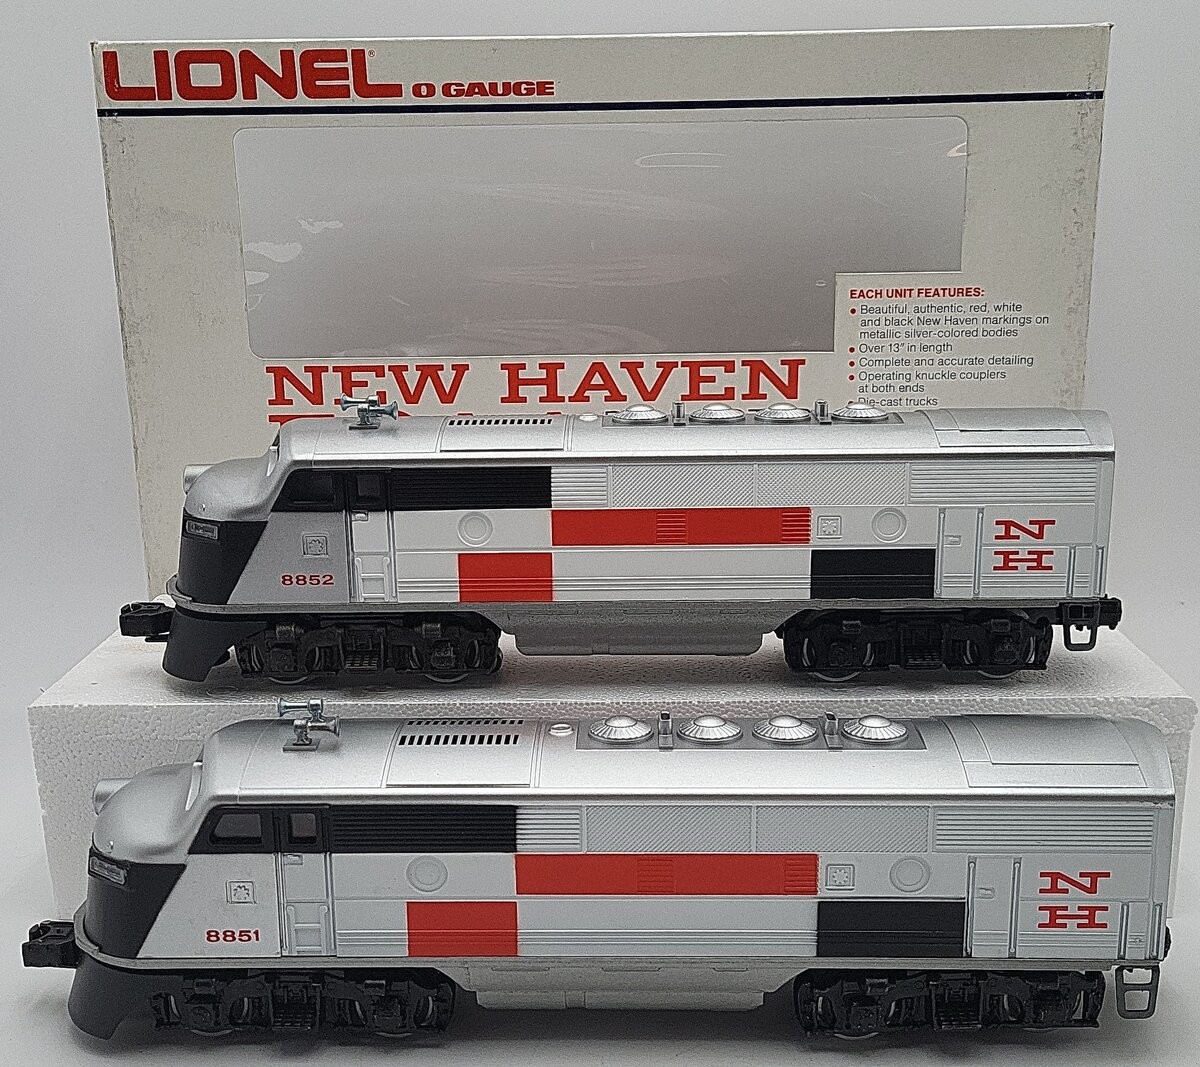 LIONEL® O GAUGE
EACH UNIT FEATURES:
• Beautiful, authentic, red, white
and black New Haven markings on
metallic silver-colored bodies
• Over 13" in length
• Complete and accurate detailing
• Operating knuckle couplers
at both ends
• Die-cast trucks
NEW HAVEN
8852
N
H
8851
N
H